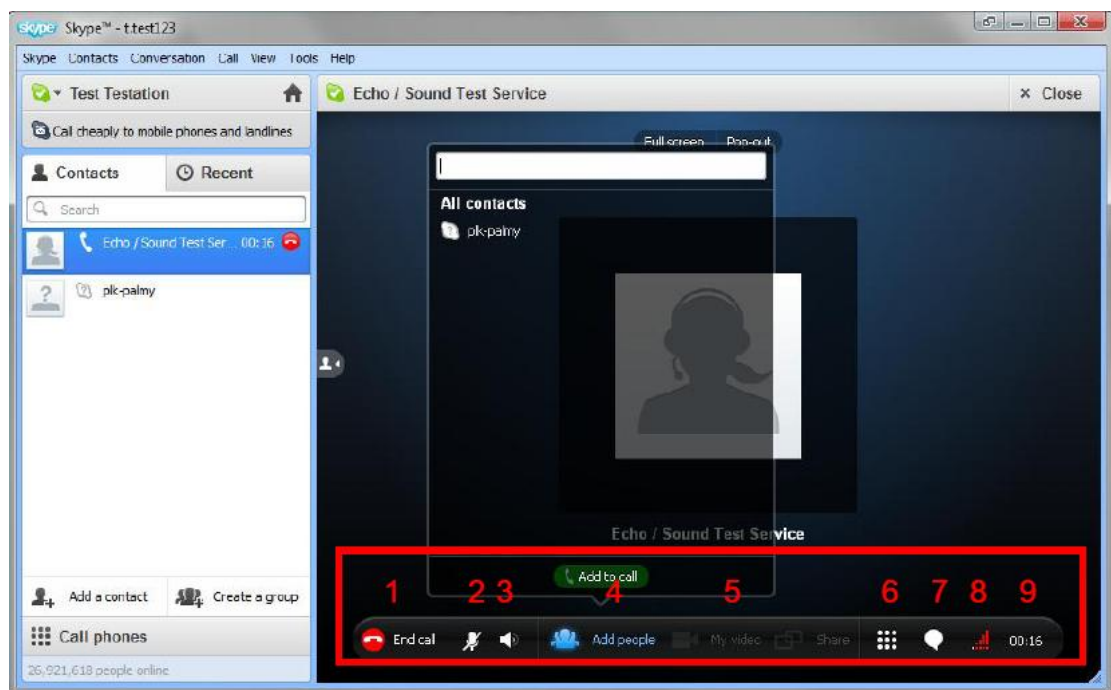 skype Skype™ - t.test123
Skype Contacts Conversation Call View Tools Help
Test Testation
Echo / Sound Test Service
× Close
Call cheaply to mobile phones and landlines
Full screen Pop-out
Contacts
Recent
Search
All contacts
Echo / Sound Test Ser... 00:16
plk-palmy
plk-palmy
Echo / Sound Test Service
Add to call
1 2 3 4 5 6 7 8 9
Add a contact
Create a group
End call
Add people
My video
Share
00:16
Call phones
26,921,618 people online